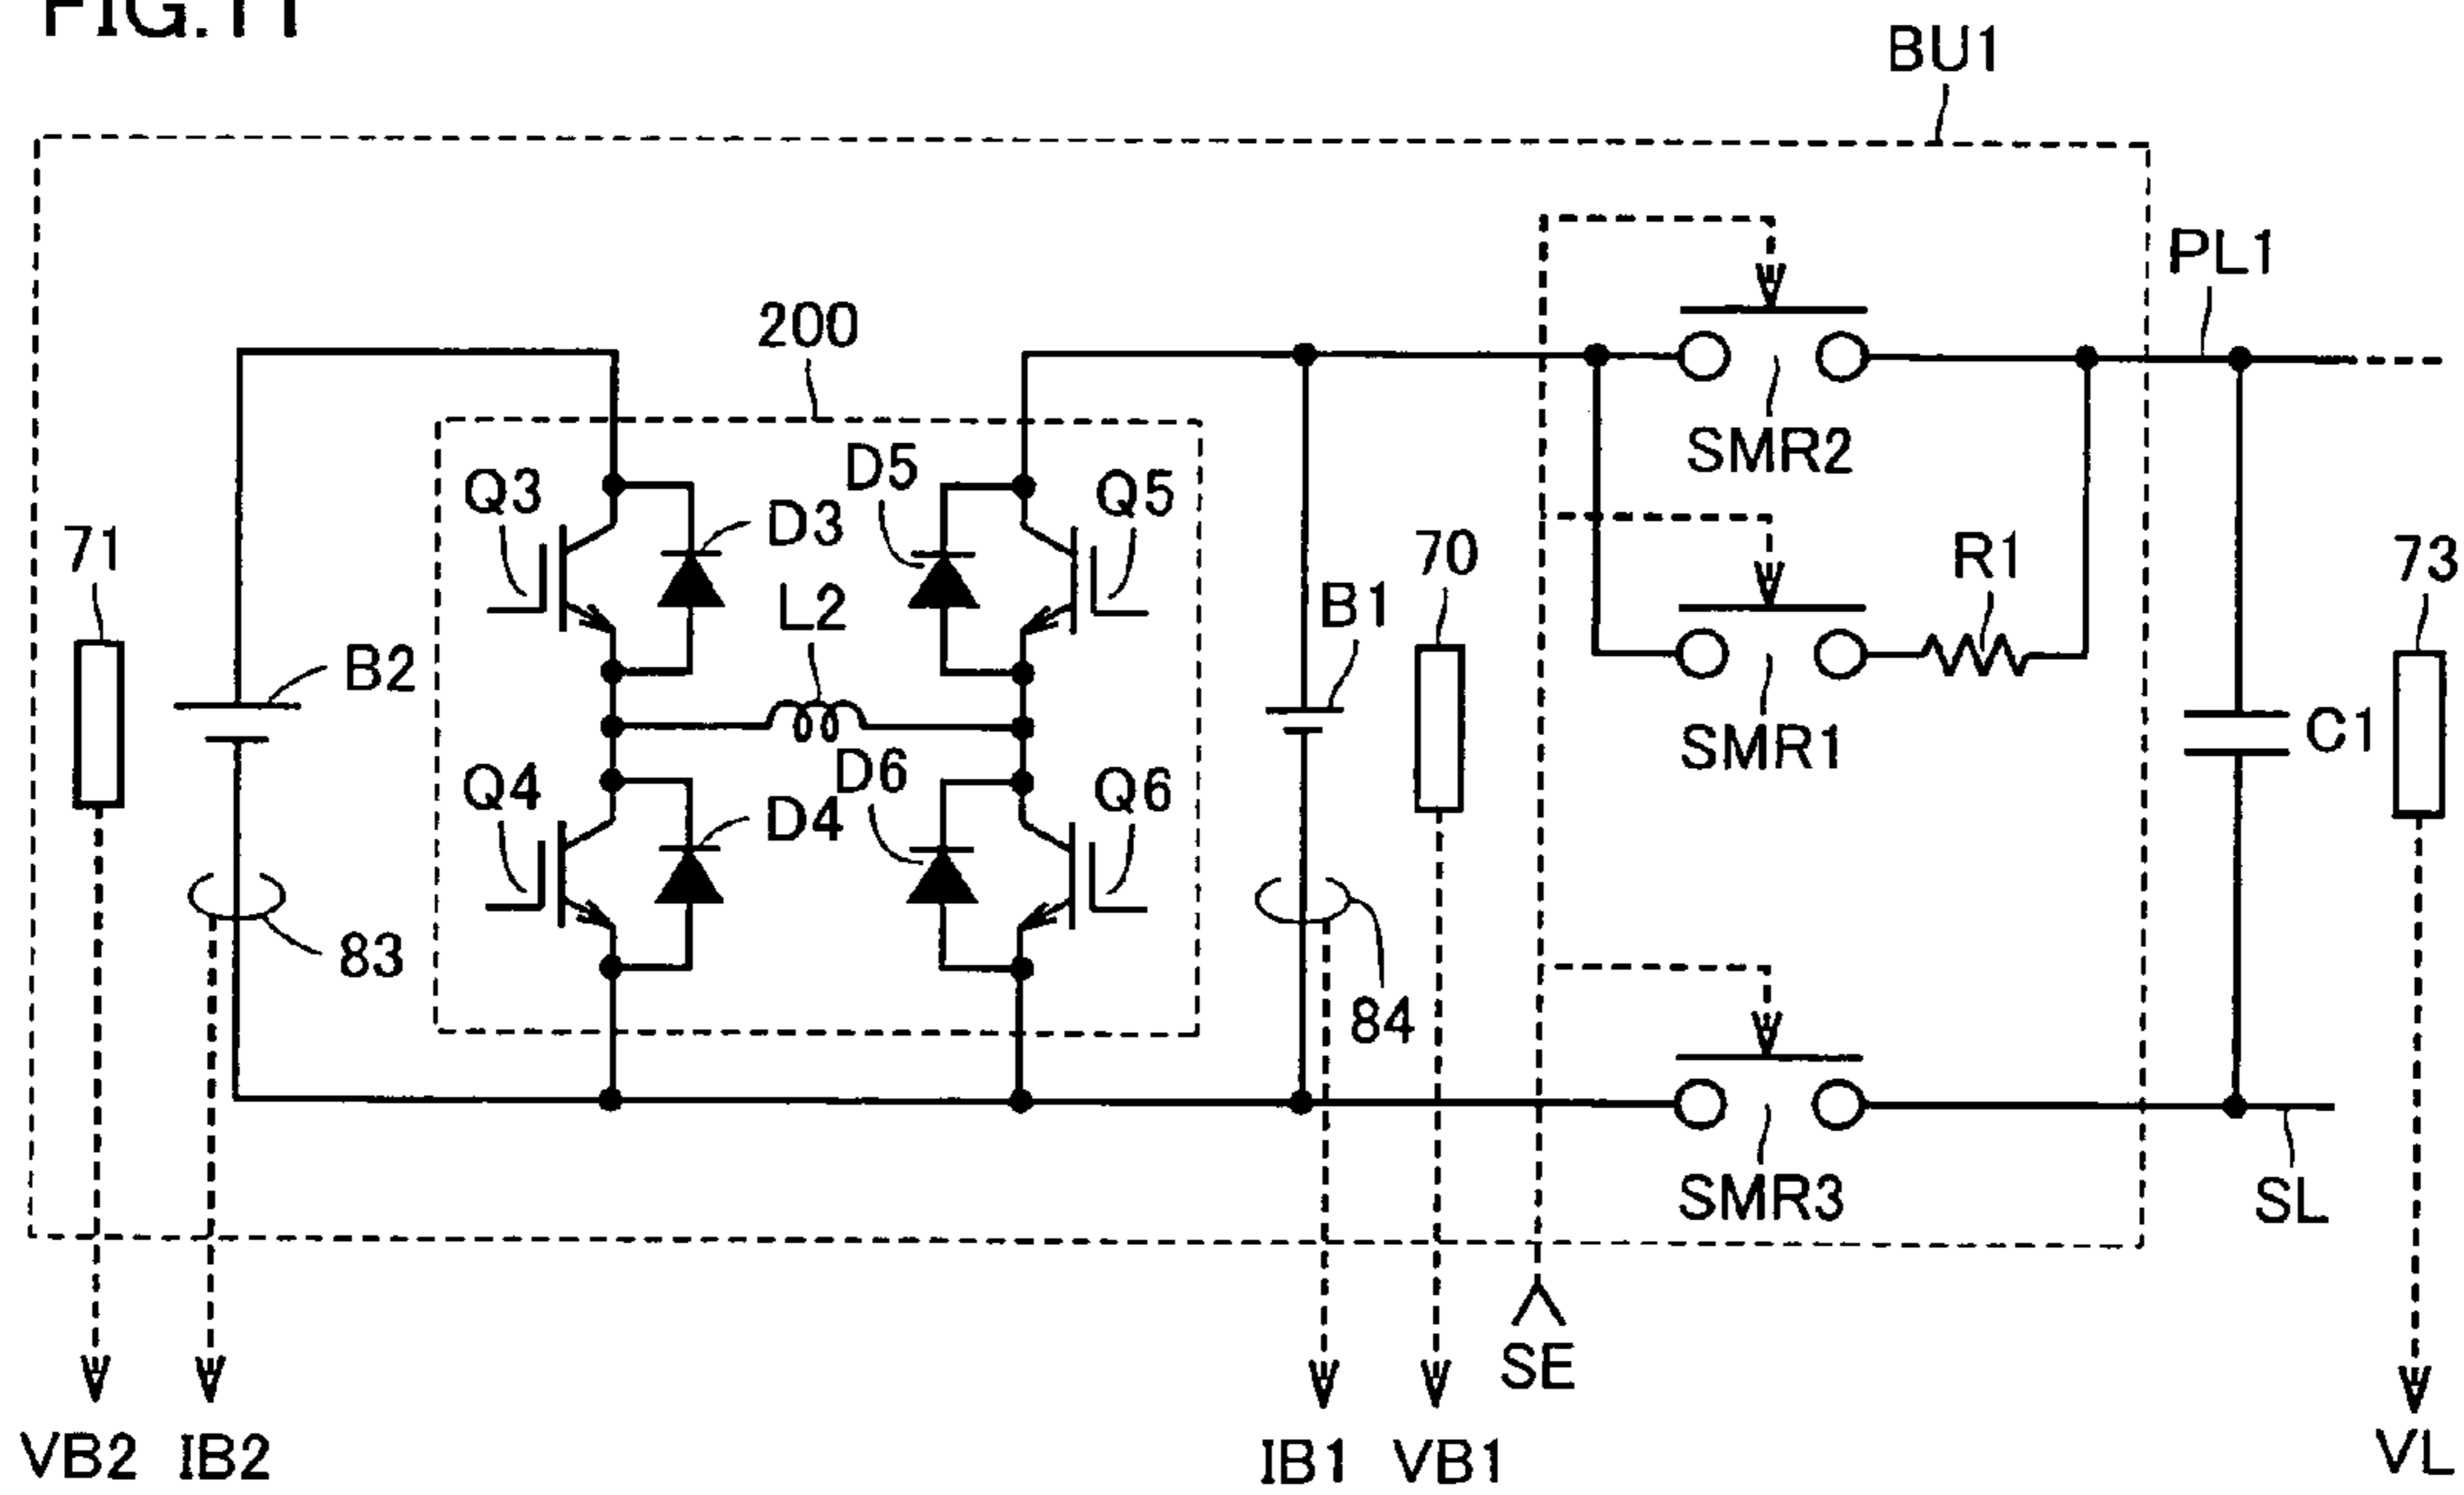 FIG.11
BU1
PL1
200
SMR2
Q3
D3
D5
Q5
71
L2
B1
70
R1
73
B2
SMR1
C1
Q4
D4
D6
Q6
83
84
SMR3
SL
SE
VB2
IB2
IB1
VB1
VL